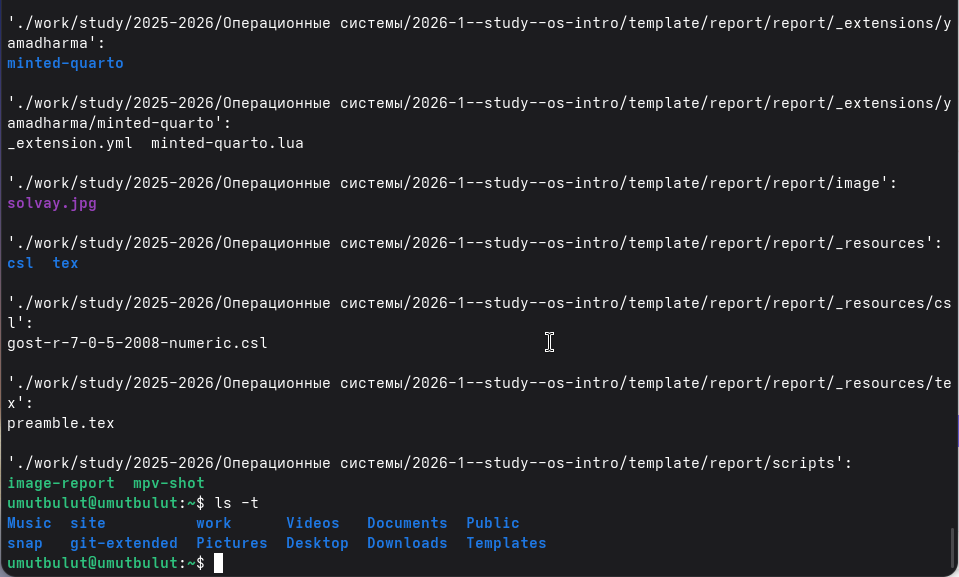 './work/study/2025-2026/Операционные системы/2026-1--study--os-intro/template/report/report/_extensions/y
amadharma':
minted-quarto
'./work/study/2025-2026/Операционные системы/2026-1--study--os-intro/template/report/report/_extensions/y
amadharma/minted-quarto':
_extension.yml  minted-quarto.lua
'./work/study/2025-2026/Операционные системы/2026-1--study--os-intro/template/report/report/image':
solvay.jpg
'./work/study/2025-2026/Операционные системы/2026-1--study--os-intro/template/report/report/_resources':
csl  tex
'./work/study/2025-2026/Операционные системы/2026-1--study--os-intro/template/report/report/_resources/cs
l':
gost-r-7-0-5-2008-numeric.csl
'./work/study/2025-2026/Операционные системы/2026-1--study--os-intro/template/report/report/_resources/te
x':
preamble.tex
'./work/study/2025-2026/Операционные системы/2026-1--study--os-intro/template/report/scripts':
image-report  mpv-shot
umutbulut@umutbulut:~$ ls -t
Music  site          work      Videos   Documents  Public
snap   git-extended  Pictures  Desktop  Downloads  Templates
umutbulut@umutbulut:~$